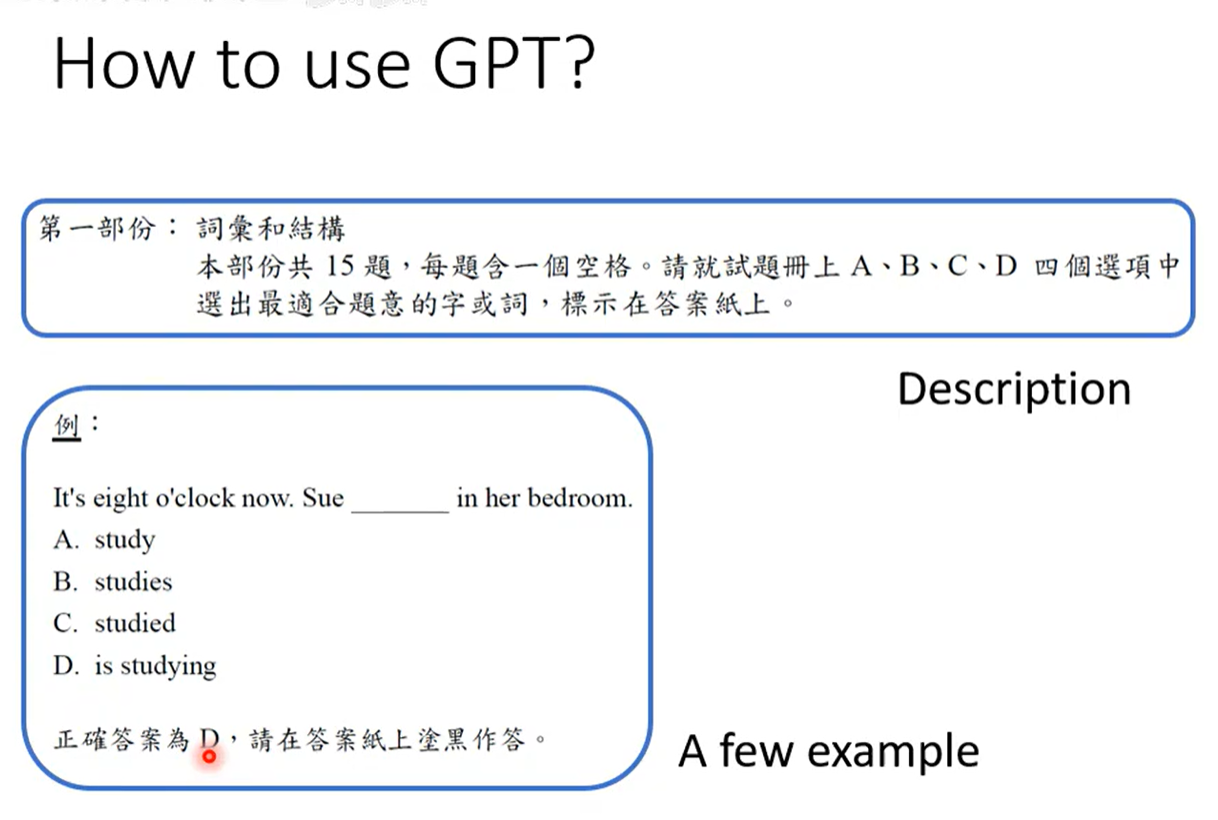 How to use GPT?
第一部份： 詞彙和結構
本部份共 15 題，每題含一個空格。請就試題冊上 A、B、C、D 四個選項中
選出最適合題意的字或詞，標示在答案紙上。
Description
例：
It's eight o'clock now. Sue ________ in her bedroom.
A. study
B. studies
C. studied
D. is studying
正確答案為 D，請在答案紙上塗黑作答。
A few example